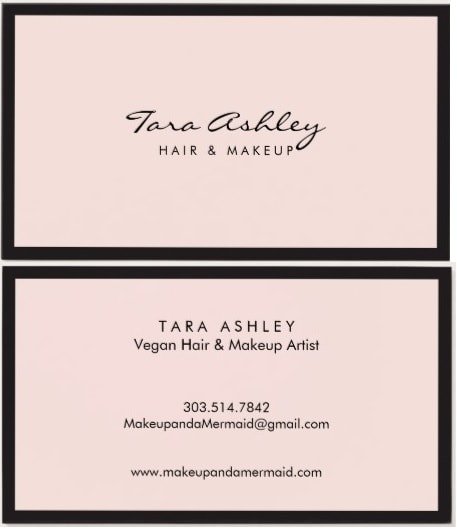 Tara Ashley
HAIR & MAKEUP
TARA ASHLEY
Vegan Hair & Makeup Artist
303.514.7842
MakeupandaMermaid@gmail.com
www.makeupandamermaid.com